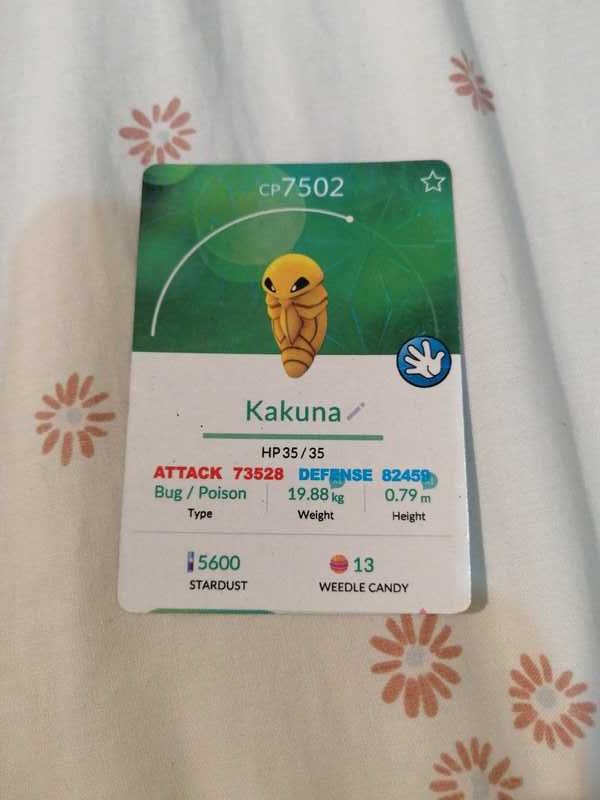 CP7502
Kakuna
HP 35 / 35
ATTACK 73528 DEFENSE 82459
Bug / Poison 19.88 kg 0.79 m
Type Weight Height
5600 13
STARDUST WEEDLE CANDY